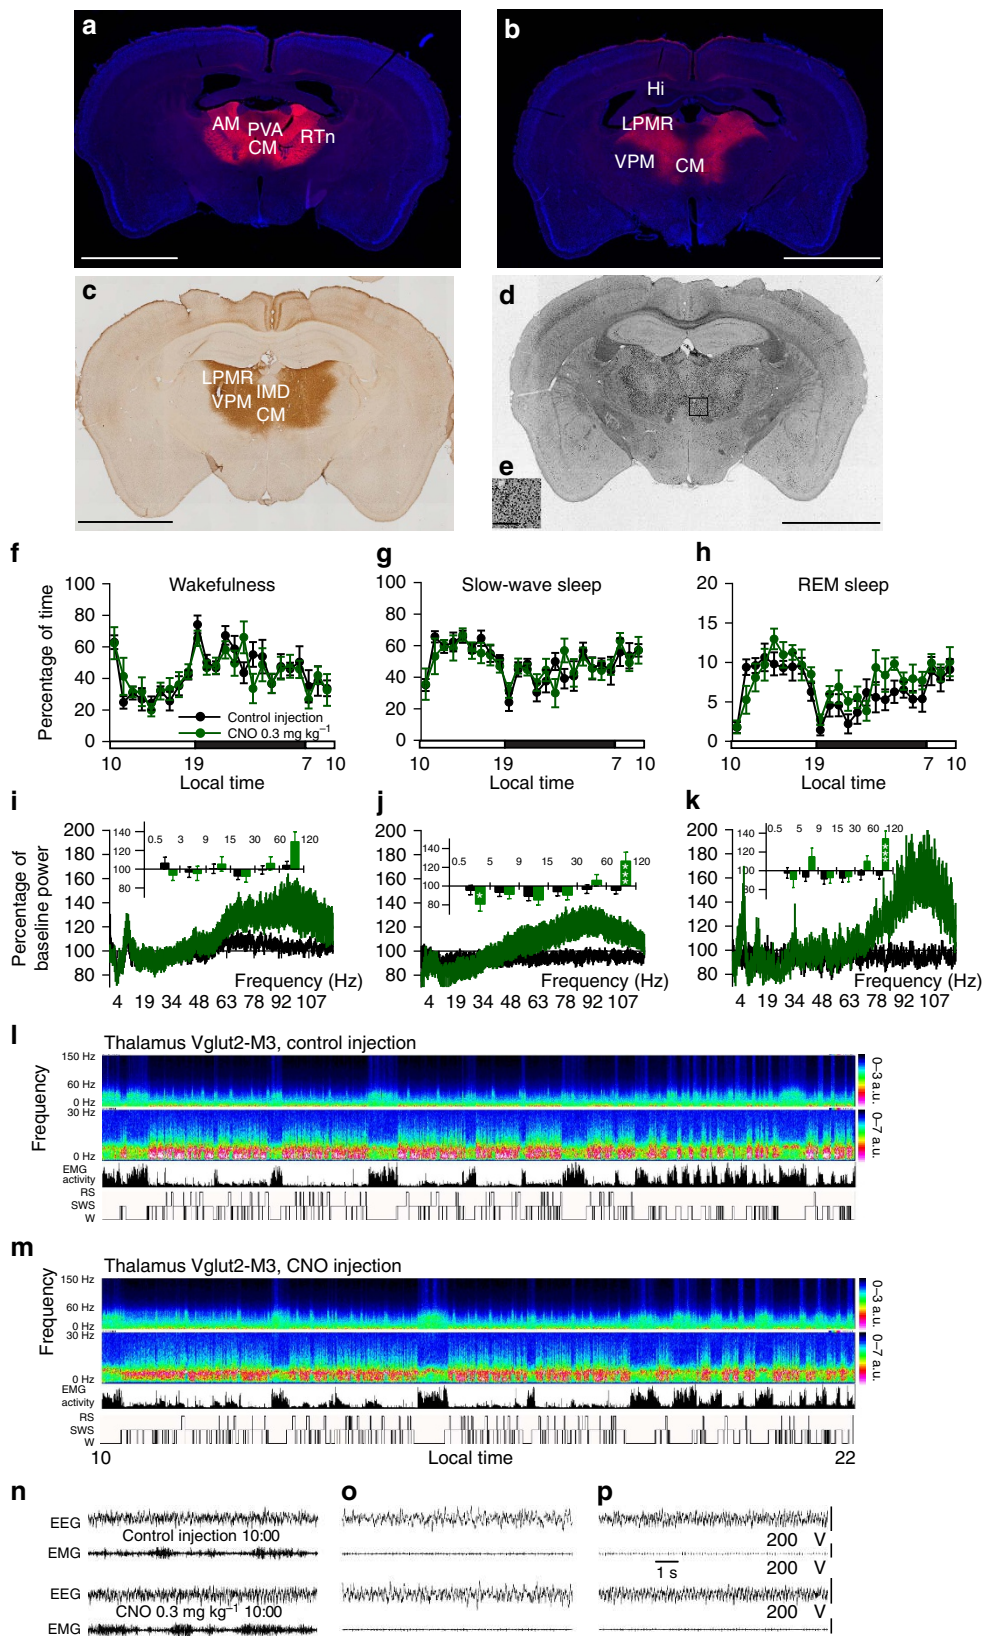 a
AM
PVA
CM
RTn
b
Hi
LPMR
VPM
CM
c
LPMR
IMD
VPM
CM
d
e
f
Wakefulness
Percentage of time
100
80
60
40
20
0
Control injection
CNO 0.3 mg kg⁻¹
10 19 7 10
Local time
g
Slow-wave sleep
100
80
60
40
20
0
10 19 7 10
Local time
h
REM sleep
20
15
10
5
0
10 19 7 10
Local time
i
Percentage of
baseline power
200
180
160
140
120
100
80
140
100
80
0.5 3 9 15 30 60 120
Frequency (Hz)
4 19 34 48 63 78 92 107
j
200
180
160
140
120
100
80
140
100
80
0.5 5 9 15 30 60 120
****
*
Frequency (Hz)
4 19 34 48 63 78 92 107
k
200
180
160
140
120
100
80
140
100
80
0.5 5 9 15 30 60 120
***
Frequency (Hz)
4 19 34 48 63 78 92 107
l
Thalamus Vglut2-M3, control injection
Frequency
150 Hz
60 Hz
0 Hz
30 Hz
0 Hz
0–3 a.u.
0–7 a.u.
EMG
activity
RS
SWS
W
m
Thalamus Vglut2-M3, CNO injection
Frequency
150 Hz
60 Hz
0 Hz
30 Hz
0 Hz
0–3 a.u.
0–7 a.u.
EMG
activity
RS
SWS
W
10 Local time 22
n
EEG
Control injection 10:00
EMG
EEG
CNO 0.3 mg kg⁻¹ 10:00
EMG
o
p
200 V
1 s
200 V
200 V